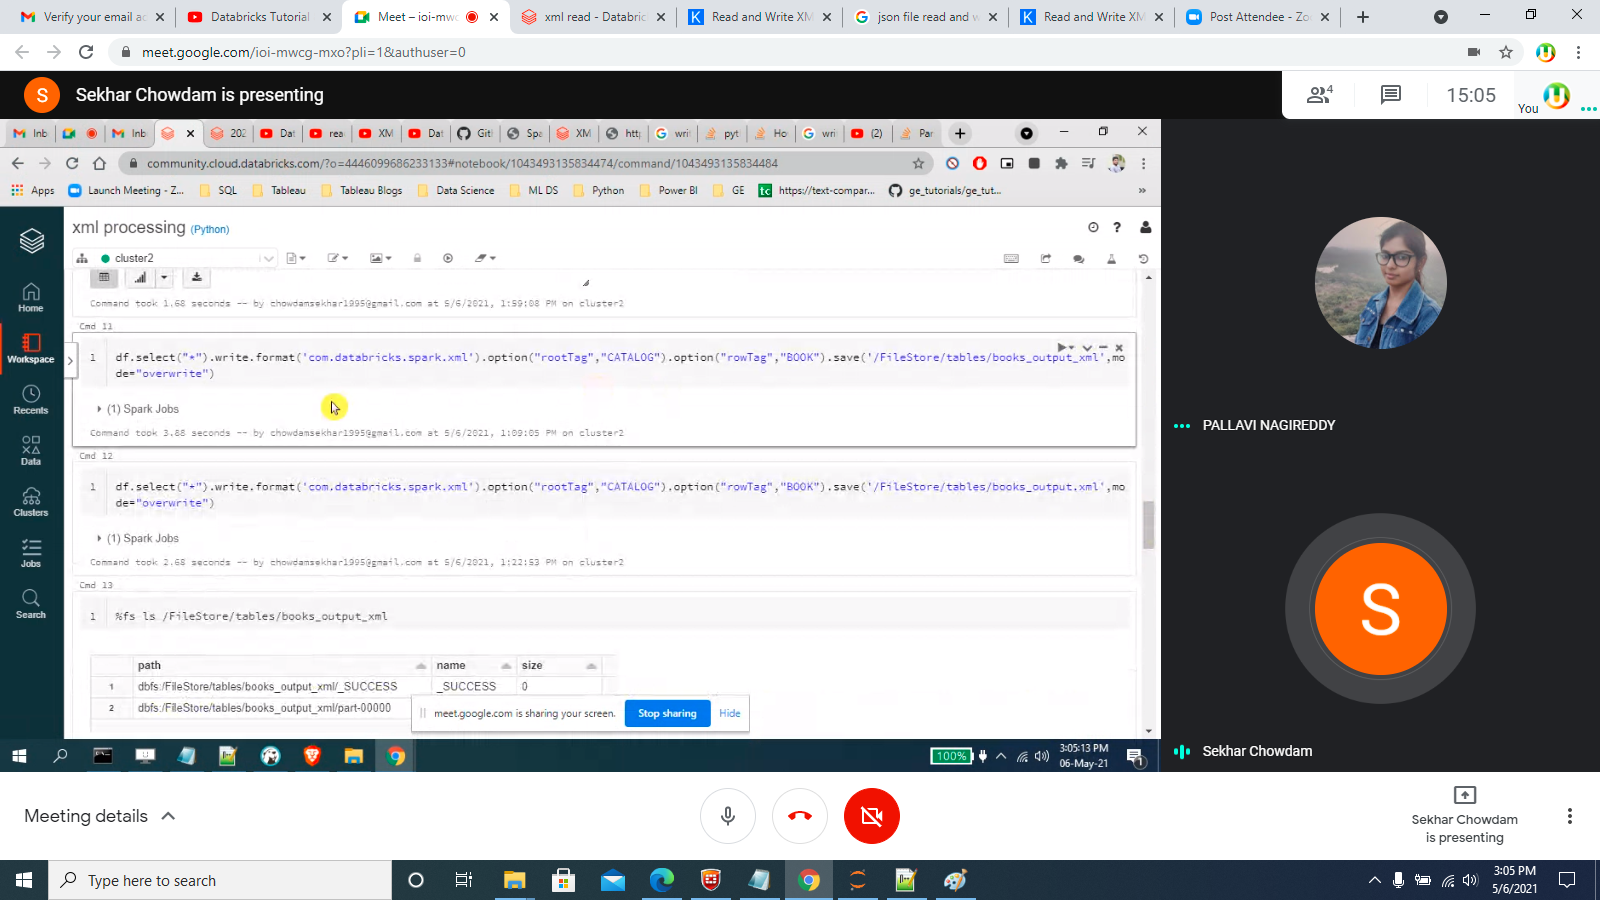 Verify your email ac
Databricks Tutorial
Meet – ioi-mwc
xml read - Databric
Read and Write XM
json file read and w
Read and Write XM
Post Attendee - Zoo
meet.google.com/ioi-mwcg-mxo?pli=1&authuser=0
S
Sekhar Chowdam is presenting
4
15:05
You
Inb
Inb
202
Dat
rea
XM
Dat
Gith
Spa
XM
http
writ
pyt
Ho
writ
(2)
Par
community.cloud.databricks.com/?o=4446099686233133#notebook/1043493135834474/command/1043493135834484
Apps
Launch Meeting - Z...
SQL
Tableau
Tableau Blogs
Data Science
ML DS
Python
Power BI
GE
tc
https://text-compar...
ge_tutorials/ge_tut...
»
xml processing (Python)
cluster2
Home
Workspace
Recents
Data
Clusters
Jobs
Search
Command took 1.68 seconds -- by chowdamsekhar1995@gmail.com at 5/6/2021, 1:59:08 PM on cluster2
Cmd 11
1 df.select("*").write.format('com.databricks.spark.xml').option("rootTag","CATALOG").option("rowTag","BOOK").save('/FileStore/tables/books_output_xml',mo
de="overwrite")
(1) Spark Jobs
Command took 3.88 seconds -- by chowdamsekhar1995@gmail.com at 5/6/2021, 1:09:05 PM on cluster2
Cmd 12
1 df.select("*").write.format('com.databricks.spark.xml').option("rootTag","CATALOG").option("rowTag","BOOK").save('/FileStore/tables/books_output.xml',mo
de="overwrite")
(1) Spark Jobs
Command took 2.68 seconds -- by chowdamsekhar1995@gmail.com at 5/6/2021, 1:22:53 PM on cluster2
Cmd 13
1 %fs ls /FileStore/tables/books_output_xml
path name size
1 dbfs:/FileStore/tables/books_output_xml/_SUCCESS _SUCCESS 0
2 dbfs:/FileStore/tables/books_output_xml/part-00000
meet.google.com is sharing your screen.
Stop sharing
Hide
100%
3:05:13 PM
06-May-21
1
PALLAVI NAGIREDDY
S
Sekhar Chowdam
Meeting details
Sekhar Chowdam
is presenting
Type here to search
3:05 PM
5/6/2021